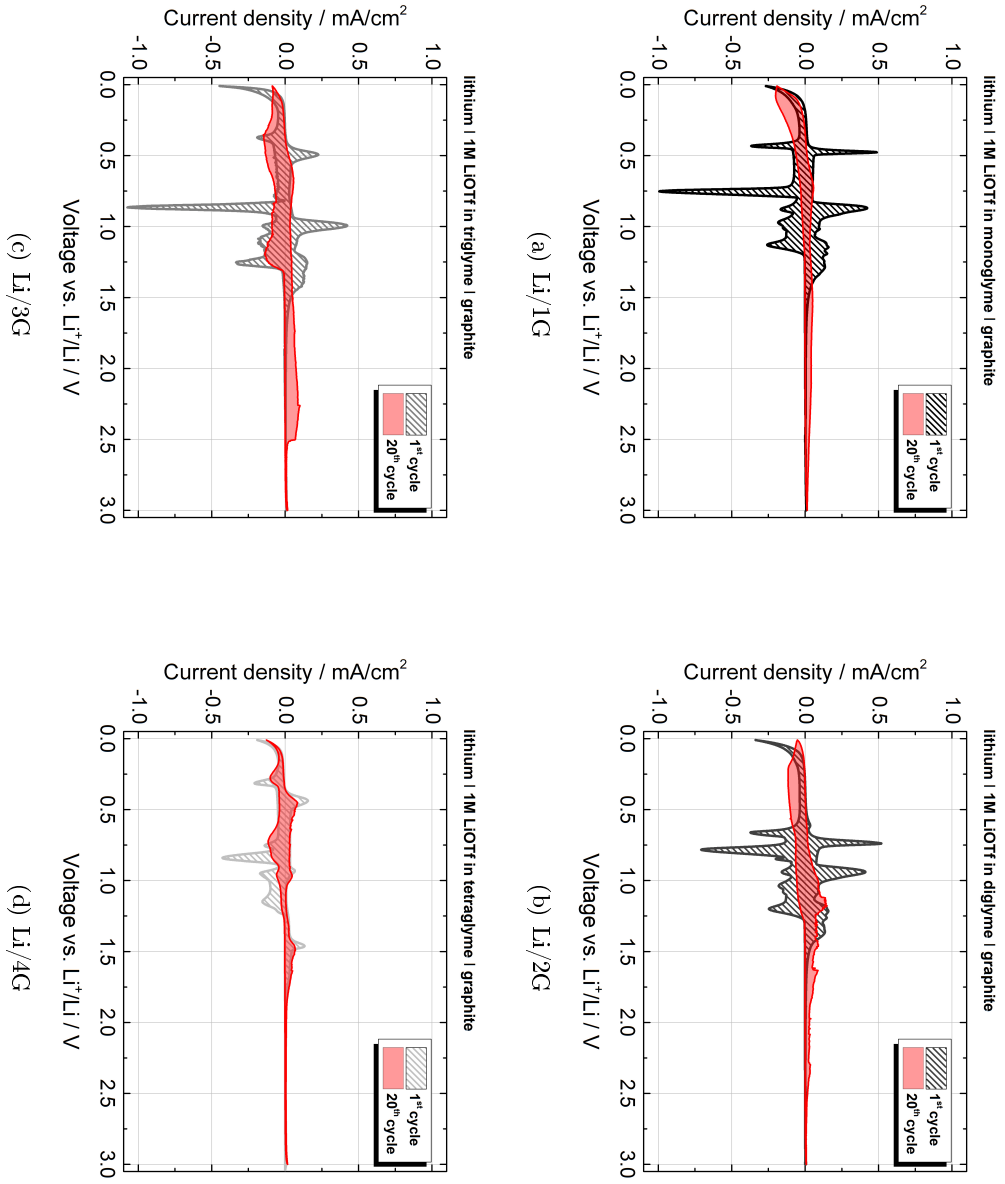 lithium | 1M LiOTf in monoglyme | graphite
Current density / mA/cm²
1.0
0.5
0.0
-0.5
-1.0
1ˢᵗ cycle
20ᵗʰ cycle
0.0 0.5 1.0 1.5 2.0 2.5 3.0
Voltage vs. Li⁺/Li / V
(a) Li/1G
lithium | 1M LiOTf in diglyme | graphite
Current density / mA/cm²
1.0
0.5
0.0
-0.5
-1.0
1ˢᵗ cycle
20ᵗʰ cycle
0.0 0.5 1.0 1.5 2.0 2.5 3.0
Voltage vs. Li⁺/Li / V
(b) Li/2G
lithium | 1M LiOTf in triglyme | graphite
Current density / mA/cm²
1.0
0.5
0.0
-0.5
-1.0
1ˢᵗ cycle
20ᵗʰ cycle
0.0 0.5 1.0 1.5 2.0 2.5 3.0
Voltage vs. Li⁺/Li / V
(c) Li/3G
lithium | 1M LiOTf in tetraglyme | graphite
Current density / mA/cm²
1.0
0.5
0.0
-0.5
-1.0
1ˢᵗ cycle
20ᵗʰ cycle
0.0 0.5 1.0 1.5 2.0 2.5 3.0
Voltage vs. Li⁺/Li / V
(d) Li/4G